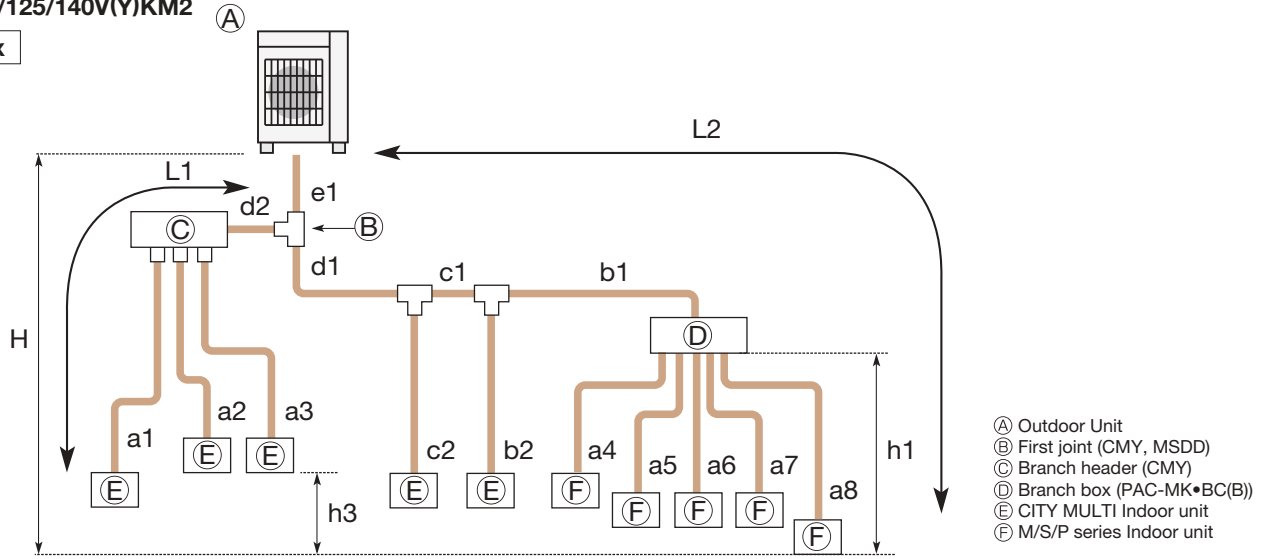 /125/140V(Y)KM2
Ⓐ
x
L2
L1
e1
d2
Ⓒ
Ⓑ
d1
c1
b1
H
Ⓓ
a1
a2
a3
c2
b2
a4
a5
a6
a7
a8
h1
Ⓔ
Ⓔ
Ⓔ
Ⓔ
Ⓔ
Ⓕ
Ⓕ
Ⓕ
Ⓕ
Ⓕ
h3
Ⓐ Outdoor Unit
Ⓑ First joint (CMY, MSDD)
Ⓒ Branch header (CMY)
Ⓓ Branch box (PAC-MK•BC(B))
Ⓔ CITY MULTI Indoor unit
Ⓕ M/S/P series Indoor unit